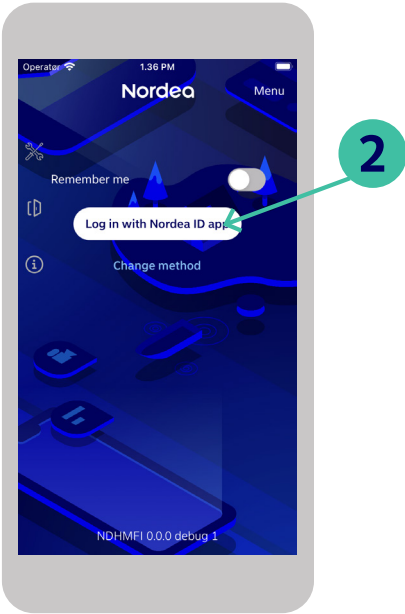 Operatør 1.36 PM
Nordea Menu
Remember me
2
Log in with Nordea ID app
Change method
NDHMFI 0.0.0 debug 1